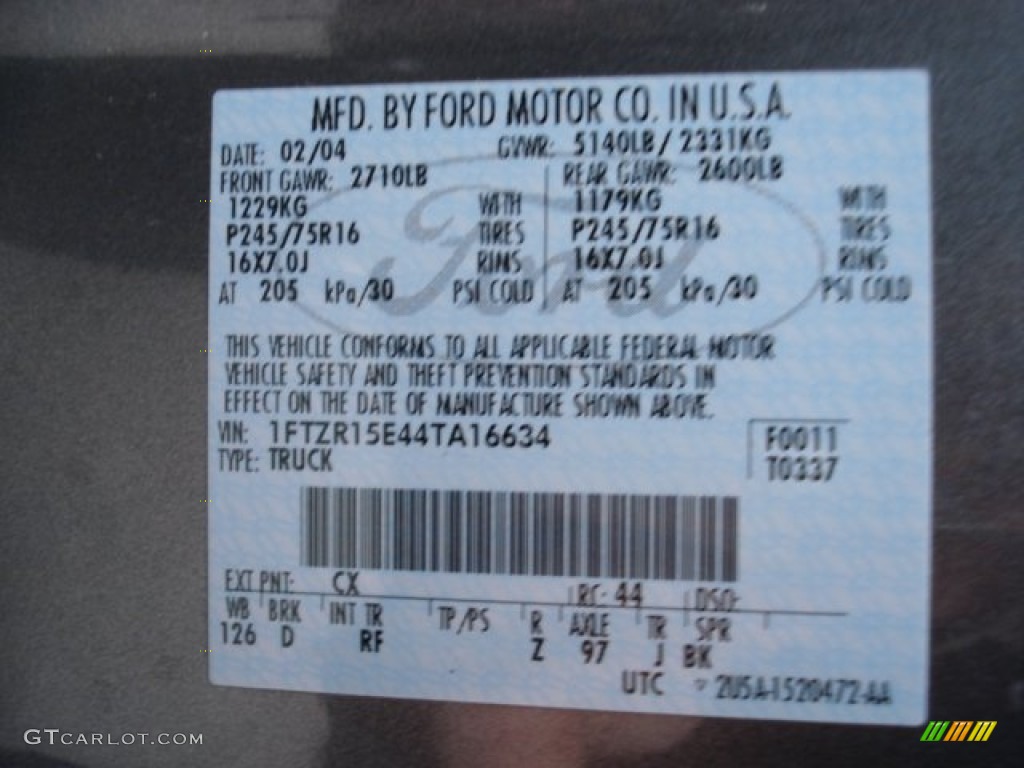 MFD. BY FORD MOTOR CO. IN U.S.A.
DATE: 02/04 GVWR: 5140LB/ 2331KG
FRONT GAWR: 2710LB REAR GAWR: 2600LB
1229KG WITH 1179KG WITH
P245/75R16 TIRES P245/75R16 TIRES
16X7.0J RIMS 16X7.0J RIMS
AT 205 kPa/30 PSI COLD AT 205 kPa/30 PSI COLD
Ford
THIS VEHICLE CONFORMS TO ALL APPLICABLE FEDERAL MOTOR
VEHICLE SAFETY AND THEFT PREVENTION STANDARDS IN
EFFECT ON THE DATE OF MANUFACTURE SHOWN ABOVE.
VIN: 1FTZR15E44TA16634 F0011
TYPE: TRUCK T0337
EXT PNT: CX RC: 44 DSO:
WB BRK INT TR TP/PS R AXLE TR SPR
126 D RF Z 97 J BK
UTC 2U5A-1520472-AA
GTCARLOT.COM